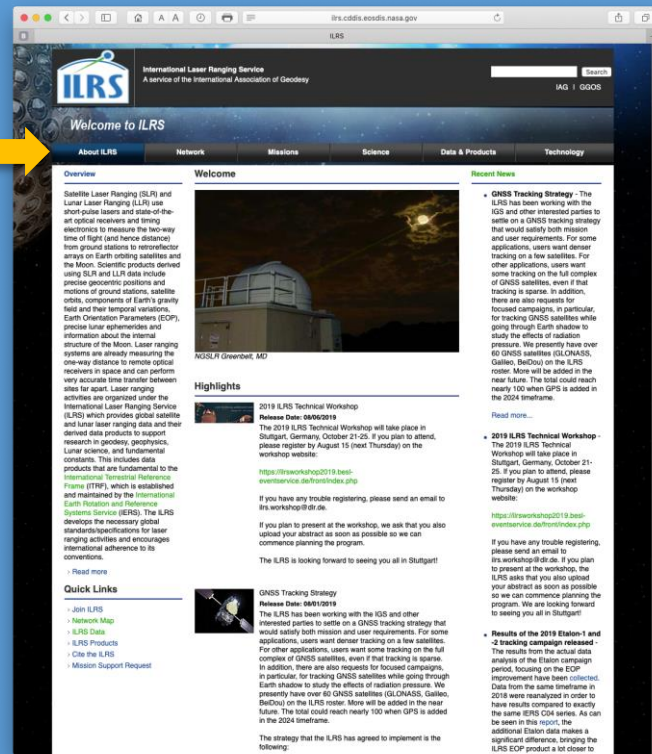 ilrs.cddis.eosdis.nasa.gov
ILRS
ILRS
International Laser Ranging Service
A service of the International Association of Geodesy
Search
IAG | GGOS
Welcome to ILRS
About ILRS
Network
Missions
Science
Data & Products
Technology
Overview
Satellite Laser Ranging (SLR) and
Lunar Laser Ranging (LLR) use
short-pulse lasers and state-of-the-
art optical receivers and timing
electronics to measure the two-way
time of flight (and hence distance)
from ground stations to retroreflector
arrays on Earth orbiting satellites and
the Moon. Scientific products derived
using SLR and LLR data include
precise geocentric positions and
motions of ground stations, satellite
orbits, components of Earth's gravity
field and their temporal variations,
Earth Orientation Parameters (EOP),
precise lunar ephemerides and
information about the internal
structure of the Moon. Laser ranging
systems are already measuring the
one-way distance to remote optical
receivers in space and can perform
very accurate time transfer between
sites far apart. Laser ranging
activities are organized under the
International Laser Ranging Service
(ILRS) which provides global satellite
and lunar laser ranging data and their
derived data products to support
research in geodesy, geophysics,
Lunar science, and fundamental
constants. This includes data
products that are fundamental to the
International Terrestrial Reference
Frame (ITRF), which is established
and maintained by the International
Earth Rotation and Reference
Systems Service (IERS). The ILRS
develops the necessary global
standards/specifications for laser
ranging activities and encourages
international adherence to its
conventions.
› Read more
Quick Links
› Join ILRS
› Network Map
› ILRS Data
› ILRS Products
› Cite the ILRS
› Mission Support Request
Welcome
NGSLR Greenbelt, MD
Highlights
2019 ILRS Technical Workshop
Release Date: 08/06/2019
The 2019 ILRS Technical Workshop will take place in
Stuttgart, Germany, October 21-25. If you plan to attend,
please register by August 15 (next Thursday) on the
workshop website:
https://ilrsworkshop2019.besl-
eventservice.de/front/index.php
If you have any trouble registering, please send an email to
ilrs.workshop@dlr.de.
If you plan to present at the workshop, we ask that you also
upload your abstract as soon as possible so we can
commence planning the program.
The ILRS is looking forward to seeing you all in Stuttgart!
GNSS Tracking Strategy
Release Date: 08/01/2019
The ILRS has been working with the IGS and other
interested parties to settle on a GNSS tracking strategy that
would satisfy both mission and user requirements. For some
applications, users want denser tracking on a few satellites.
For other applications, users want some tracking on the full
complex of GNSS satellites, even if that tracking is sparse.
In addition, there are also requests for focused campaigns,
in particular, for tracking GNSS satellites while going through
Earth shadow to study the effects of radiation pressure. We
presently have over 60 GNSS satellites (GLONASS, Galileo,
BeiDou) on the ILRS roster. More will be added in the near
future. The total could reach nearly 100 when GPS is added
in the 2024 timeframe.
The strategy that the ILRS has agreed to implement is the
following:
Recent News
• GNSS Tracking Strategy - The
ILRS has been working with the
IGS and other interested parties to
settle on a GNSS tracking strategy
that would satisfy both mission
and user requirements. For some
applications, users want denser
tracking on a few satellites. For
other applications, users want
some tracking on the full complex
of GNSS satellites, even if that
tracking is sparse. In addition,
there are also requests for
focused campaigns, in particular,
for tracking GNSS satellites while
going through Earth shadow to
study the effects of radiation
pressure. We presently have over
60 GNSS satellites (GLONASS,
Galileo, BeiDou) on the ILRS
roster. More will be added in the
near future. The total could reach
nearly 100 when GPS is added in
the 2024 timeframe.
Read more...
• 2019 ILRS Technical Workshop -
The 2019 ILRS Technical
Workshop will take place in
Stuttgart, Germany, October 21-
25. If you plan to attend, please
register by August 15 (next
Thursday) on the workshop
website:
https://ilrsworkshop2019.besl-
eventservice.de/front/index.php
If you have any trouble registering,
please send an email to
ilrs.workshop@dlr.de. If you plan
to present at the workshop, the
ILRS asks that you also upload
your abstract as soon as possible
so we can commence planning the
program. We are looking forward
to seeing you all in Stuttgart!
• Results of the 2019 Etalon-1 and
-2 tracking campaign released -
The results from the actual data
analysis of the Etalon campaign
period, focusing on the EOP
improvement have been collected.
Data from the same timeframe in
2018 were reanalyzed in order to
have results compared to exactly
the same IERS C04 series. As can
be seen in this report, the
additional Etalon data makes a
significant difference, bringing the
ILRS EOP product a lot closer to